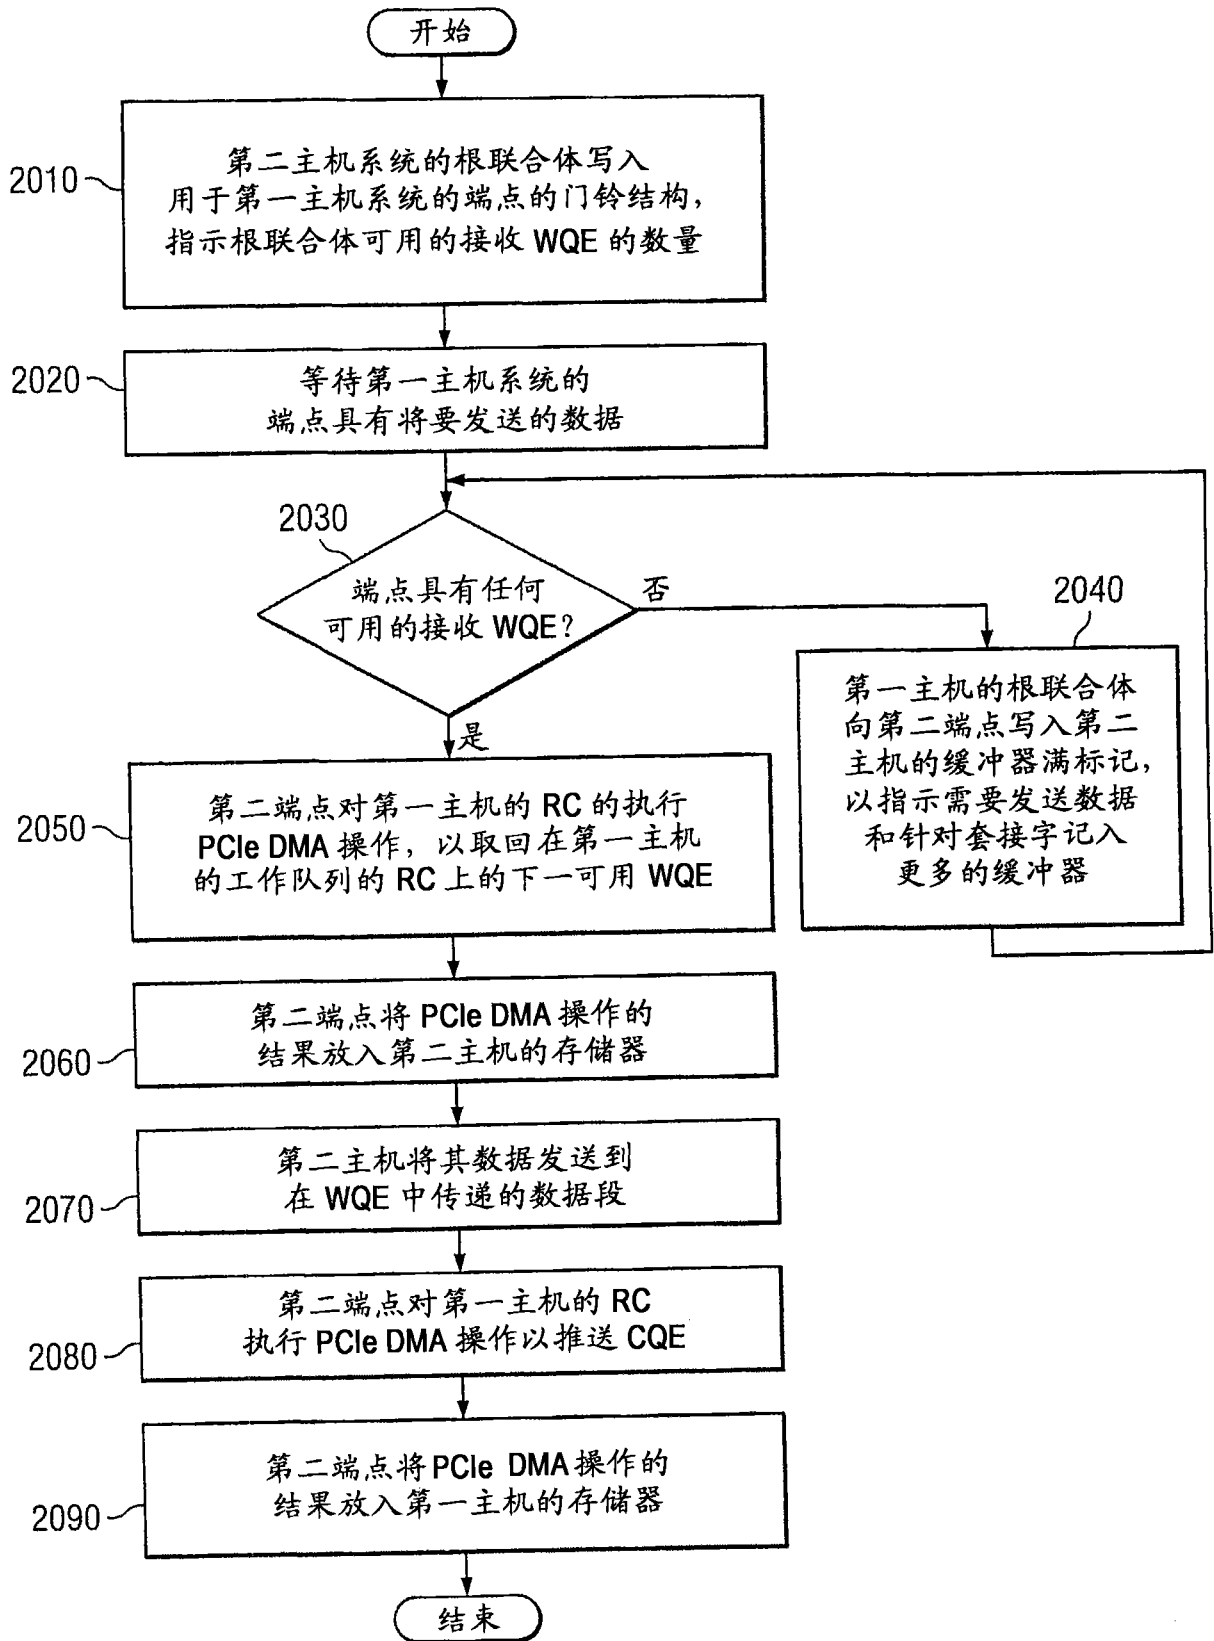 开始
2010
第二主机系统的根联合体写入
用于第一主机系统的端点的门铃结构，
指示根联合体可用的接收 WQE 的数量
2020
等待第一主机系统的
端点具有将要发送的数据
2030
端点具有任何
可用的接收 WQE？
否
是
2040
第一主机的根联合体
向第二端点写入第二
主机的缓冲器满标记，
以指示需要发送数据
和针对套接字记入
更多的缓冲器
2050
第二端点对第一主机的 RC 的执行
PCIe DMA 操作，以取回在第一主机
的工作队列的 RC 上的下一可用 WQE
2060
第二端点将 PCIe DMA 操作的
结果放入第二主机的存储器
2070
第二主机将其数据发送到
在 WQE 中传递的数据段
2080
第二端点对第一主机的 RC
执行 PCIe DMA 操作以推送 CQE
2090
第二端点将PCIe DMA操作的
结果放入第一主机的存储器
结束